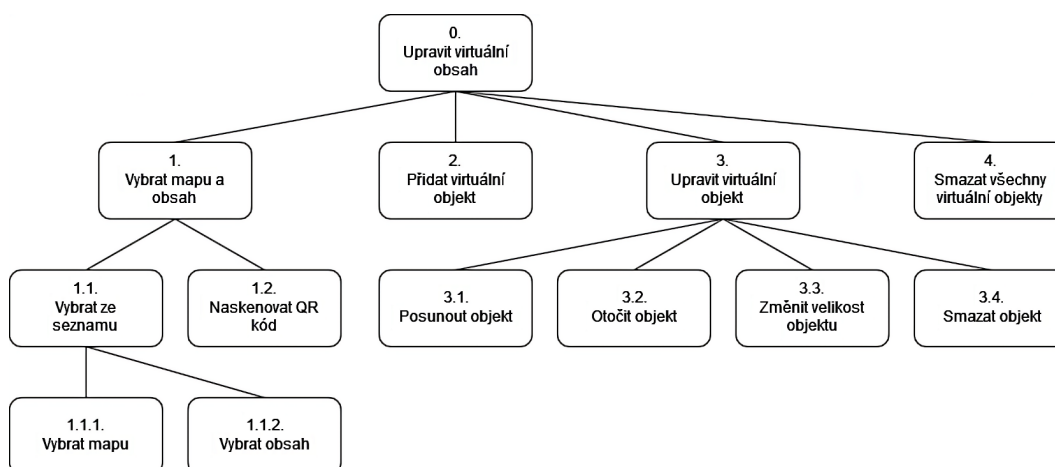 0.
Upravit virtuální
obsah
1.
Vybrat mapu a
obsah
2.
Přidat virtuální
objekt
3.
Upravit virtuální
objekt
4.
Smazat všechny
virtuální objekty
1.1.
Vybrat ze
seznamu
1.2.
Naskenovat QR
kód
3.1.
Posunout objekt
3.2.
Otočit objekt
3.3.
Změnit velikost
objektu
3.4.
Smazat objekt
1.1.1.
Vybrat mapu
1.1.2.
Vybrat obsah